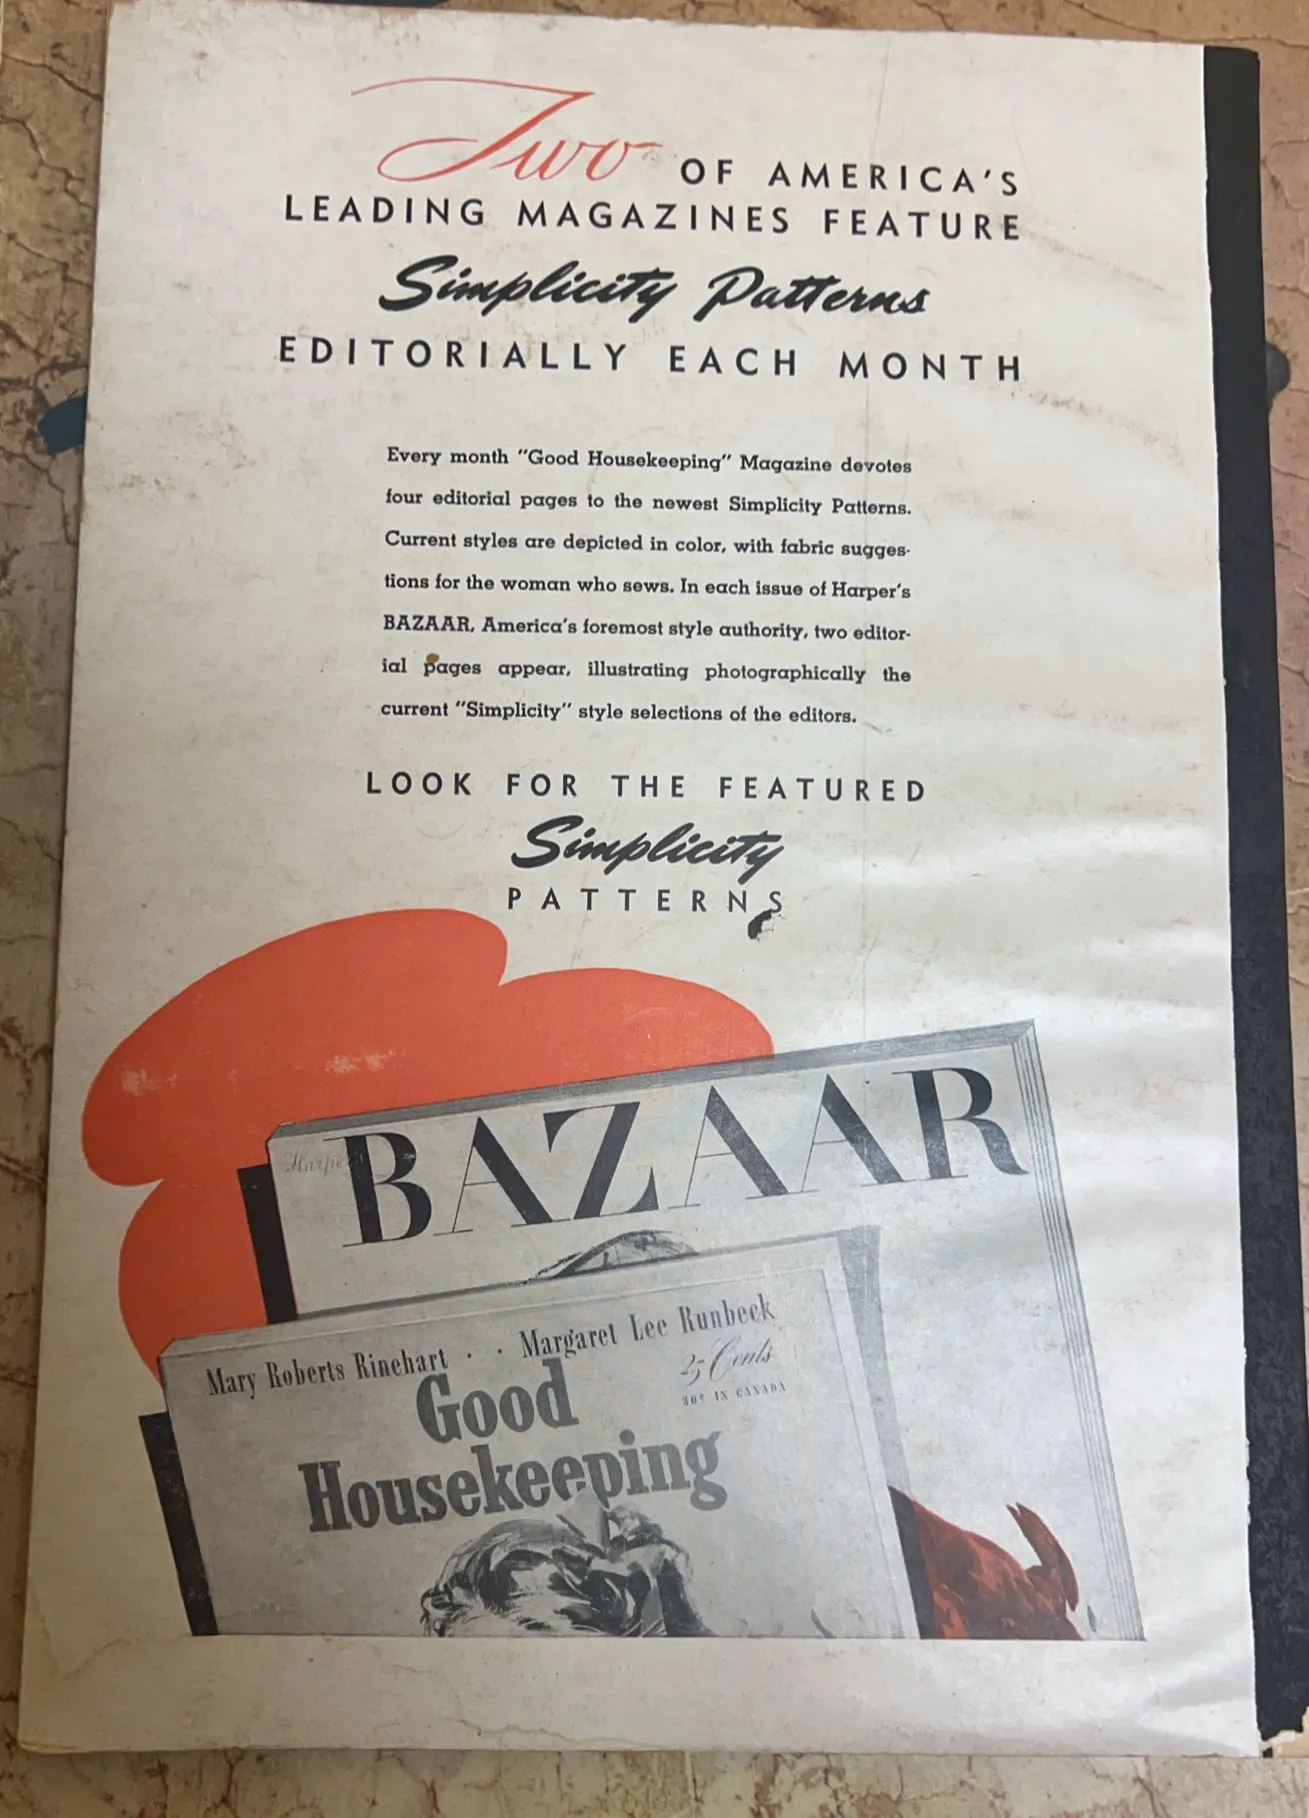 Two OF AMERICA'S
LEADING MAGAZINES FEATURE
Simplicity Patterns
EDITORIALLY EACH MONTH
Every month "Good Housekeeping" Magazine devotes
four editorial pages to the newest Simplicity Patterns.
Current styles are depicted in color, with fabric sugges-
tions for the woman who sews. In each issue of Harper's
BAZAAR, America's foremost style authority, two editor-
ial pages appear, illustrating photographically the
current "Simplicity" style selections of the editors.
LOOK FOR THE FEATURED
Simplicity
PATTERNS
Harper's
BAZAAR
Mary Roberts Rinehart · · Margaret Lee Runbeck
25 Cents
30¢ IN CANADA
Good
Housekeeping